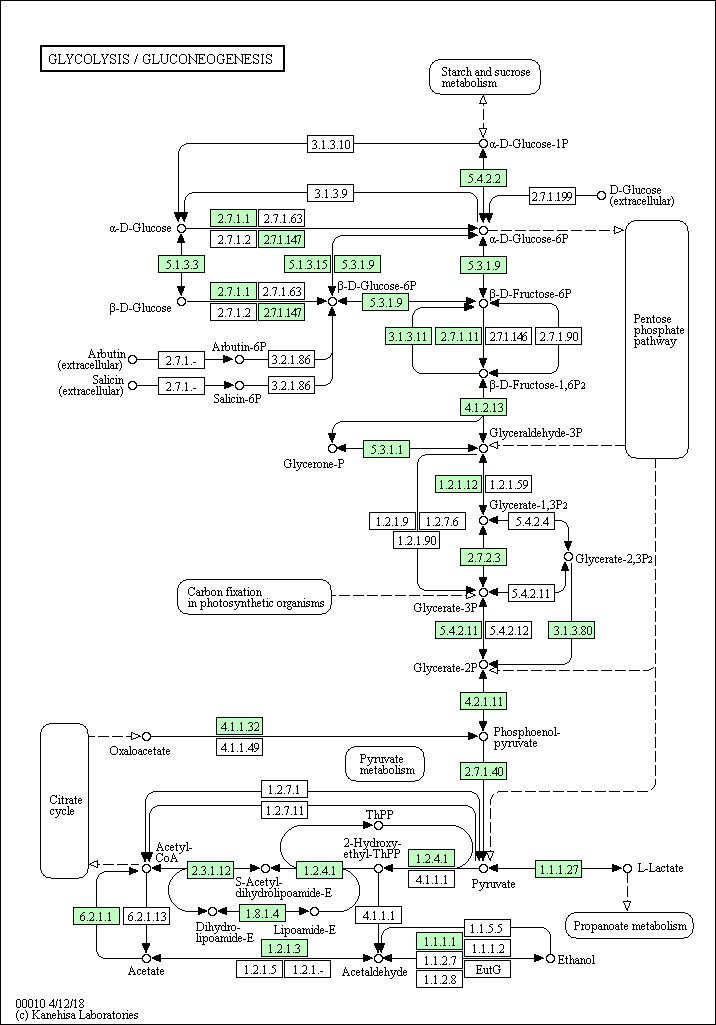 GLYCOLYSIS / GLUCONEOGENESIS
Starch and sucrose
metabolism
3.1.3.10
α-D-Glucose-1P
5.4.2.2
3.1.3.9
2.7.1.199
D-Glucose
(extracellular)
α-D-Glucose
2.7.1.1
2.7.1.63
2.7.1.2
2.7.1.147
α-D-Glucose-6P
5.1.3.3
5.1.3.15
5.3.1.9
5.3.1.9
β-D-Glucose
2.7.1.1
2.7.1.63
2.7.1.2
2.7.1.147
β-D-Glucose-6P
5.3.1.9
β-D-Fructose-6P
Pentose
phosphate
pathway
3.1.3.11
2.7.1.11
2.7.1.146
2.7.1.90
Arbutin
(extracellular)
2.7.1.-
Arbutin-6P
3.2.1.86
Salicin
(extracellular)
2.7.1.-
Salicin-6P
3.2.1.86
β-D-Fructose-1,6P2
4.1.2.13
Glyceraldehyde-3P
Glycerone-P
5.3.1.1
1.2.1.12
1.2.1.59
Glycerate-1,3P2
1.2.1.9
1.2.7.6
1.2.1.90
5.4.2.4
2.7.2.3
Glycerate-2,3P2
Carbon fixation
in photosynthetic organisms
Glycerate-3P
5.4.2.11
5.4.2.11
5.4.2.12
3.1.3.80
Glycerate-2P
4.2.1.11
4.1.1.32
4.1.1.49
Oxaloacetate
Phosphoenol-
pyruvate
Pyruvate
metabolism
2.7.1.40
Citrate
cycle
1.2.7.1
1.2.7.11
ThPP
Acetyl-
CoA
2-Hydroxy-
ethyl-ThPP
2.3.1.12
S-Acetyl-
dihydrolipoamide-E
1.2.4.1
1.2.4.1
4.1.1.1
Pyruvate
1.1.1.27
L-Lactate
6.2.1.1
6.2.1.13
1.8.1.4
Dihydro-
lipoamide-E
Lipoamide-E
4.1.1.1
Propanoate metabolism
1.2.1.3
1.2.1.5
1.2.1.-
Acetate
Acetaldehyde
1.1.1.1
1.1.5.5
1.1.1.2
1.1.2.7
1.1.2.8
EutG
Ethanol
00010 4/12/18
(c) Kanehisa Laboratories